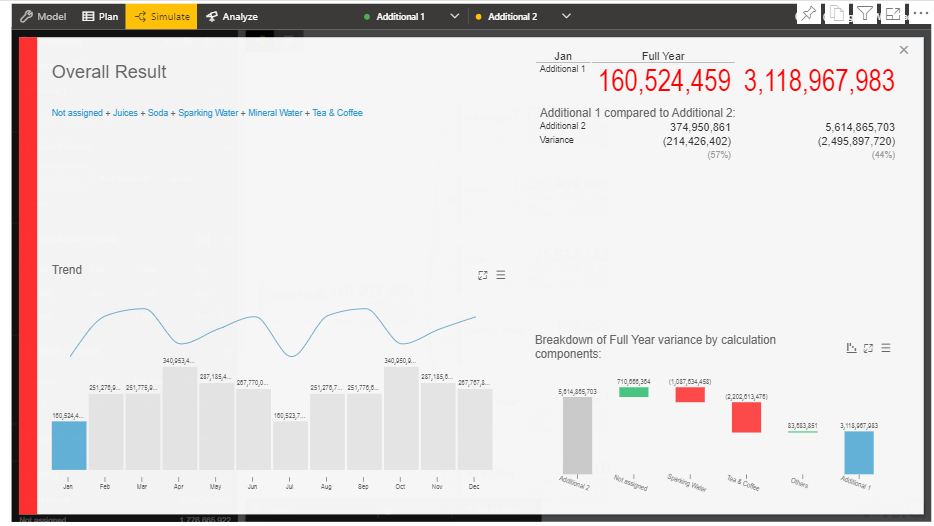 Model Plan Simulate Analyze Additional 1 Additional 2
Overall Result
Not assigned + Juices + Soda + Sparking Water + Mineral Water + Tea & Coffee
Jan Full Year
Additional 1 160,524,459 3,118,967,983
Additional 1 compared to Additional 2:
Additional 2 374,950,861 5,614,865,703
Variance (214,426,402) (2,495,897,720)
(57%) (44%)
Trend
340,953,4... 340,950,9...
287,185,4... 287,185,6...
251,276,9... 251,775,9... 267,770,0... 251,276,7... 251,776,6... 267,767,8...
160,524,4... 160,523,7...
Jan Feb Mar Apr May Jun Jul Aug Sep Oct Nov Dec
Breakdown of Full Year variance by calculation
components:
5,614,865,703 710,666,364 (1,087,634,458) (2,202,613,476) 83,683,851 3,118,967,983
Additional 2 Not assigned Sparking Water Tea & Coffee Others Additional 1
Not assigned 1,778,665,922